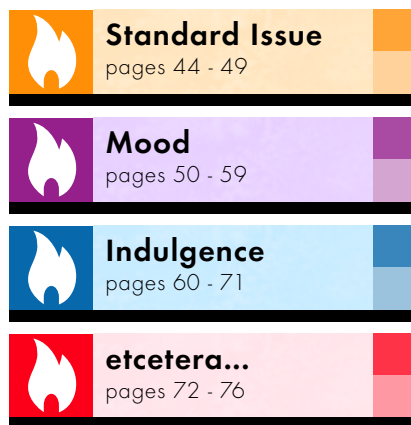 Standard Issue
pages 44 - 49
Mood
pages 50 - 59
Indulgence
pages 60 - 71
etcetera...
pages 72 - 76